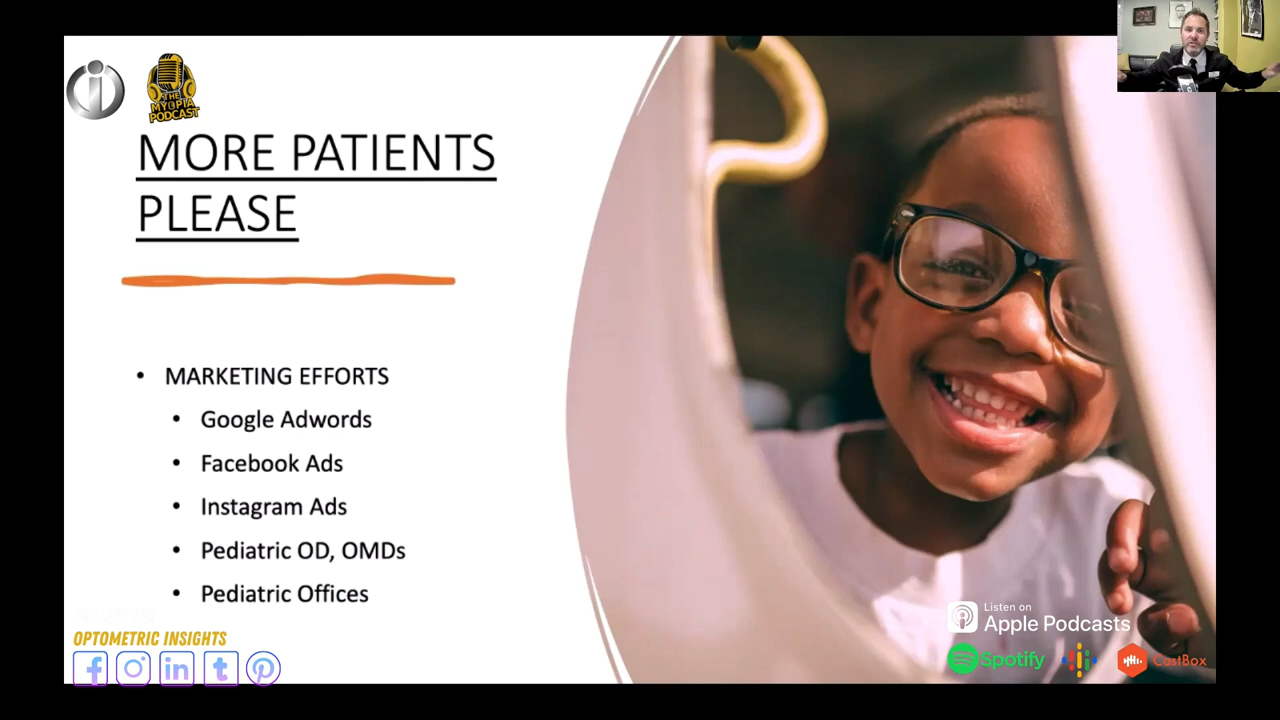 THE
MYOPIA
PODCAST
MORE PATIENTS
PLEASE
• MARKETING EFFORTS
• Google Adwords
• Facebook Ads
• Instagram Ads
• Pediatric OD, OMDs
• Pediatric Offices
OPTOMETRIC INSIGHTS
Listen on
Apple Podcasts
Spotify
CastBox